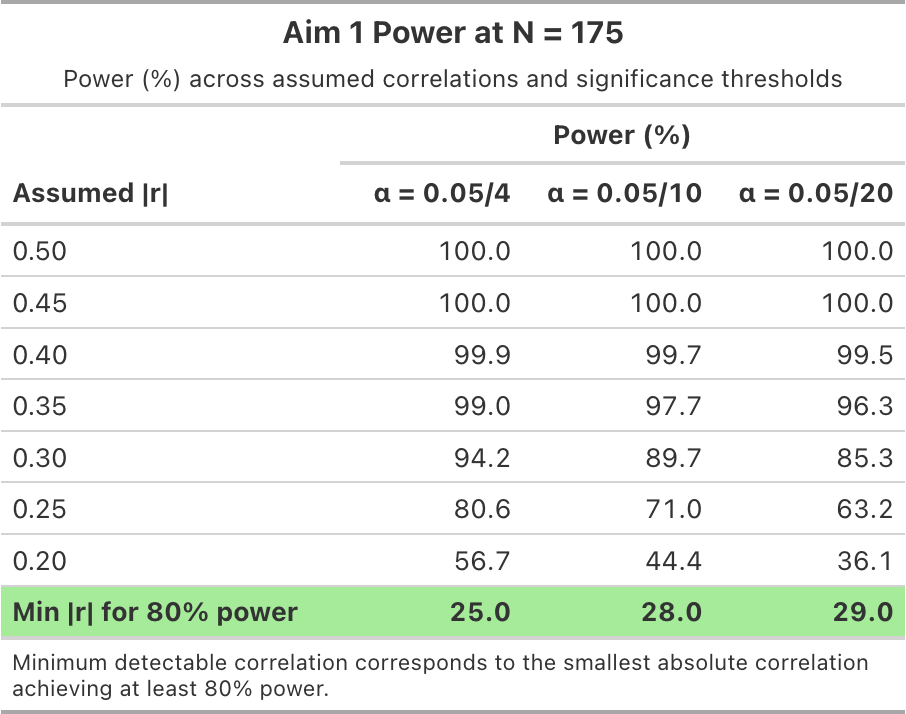 Aim 1 Power at N = 175
Power (%) across assumed correlations and significance thresholds
Power (%)
Assumed |r| α = 0.05/4 α = 0.05/10 α = 0.05/20
0.50 100.0 100.0 100.0
0.45 100.0 100.0 100.0
0.40 99.9 99.7 99.5
0.35 99.0 97.7 96.3
0.30 94.2 89.7 85.3
0.25 80.6 71.0 63.2
0.20 56.7 44.4 36.1
Min |r| for 80% power 25.0 28.0 29.0
Minimum detectable correlation corresponds to the smallest absolute correlation
achieving at least 80% power.